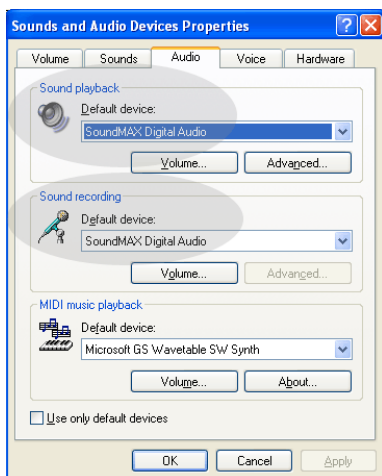 Sounds and Audio Devices Properties
Volume Sounds Audio Voice Hardware
Sound playback
Default device:
SoundMAX Digital Audio
Volume... Advanced...
Sound recording
Default device:
SoundMAX Digital Audio
Volume... Advanced...
MIDI music playback
Default device:
Microsoft GS Wavetable SW Synth
Volume... About...
Use only default devices
OK Cancel Apply